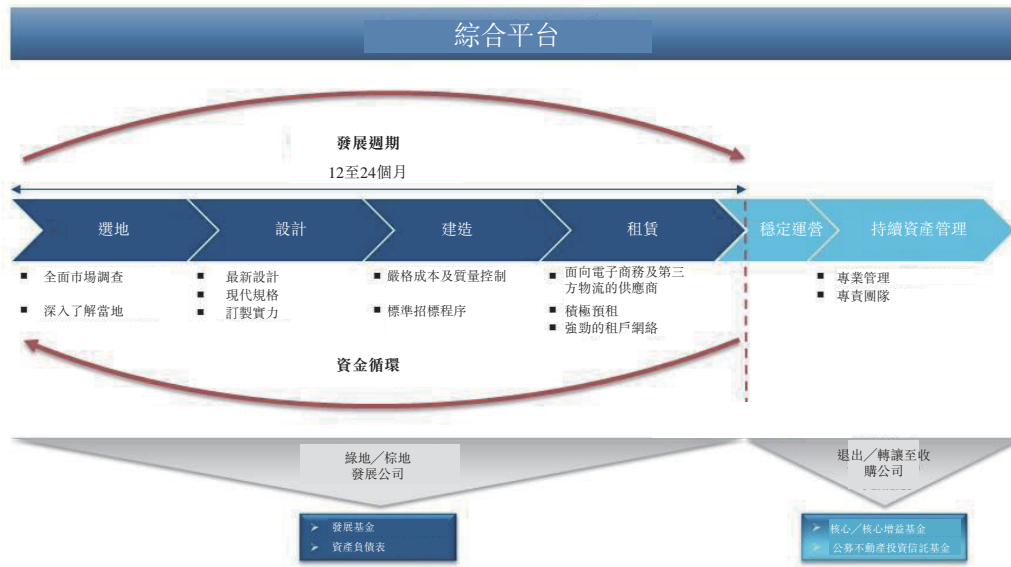 綜合平台
發展週期
12至24個月
選地
設計
建造
租賃
穩定運營
持續資產管理
■ 全面市場調查
■ 深入了解當地
■ 最新設計
■ 現代規格
■ 訂製實力
■ 嚴格成本及質量控制
■ 標準招標程序
■ 面向電子商務及第三
方物流的供應商
■ 積極預租
■ 強勁的租戶網絡
■ 專業管理
■ 專責團隊
資金循環
綠地／棕地
發展公司
退出／轉讓至收
購公司
➢ 發展基金
➢ 資產負債表
➢ 核心／核心增益基金
➢ 公募不動產投資信託基金